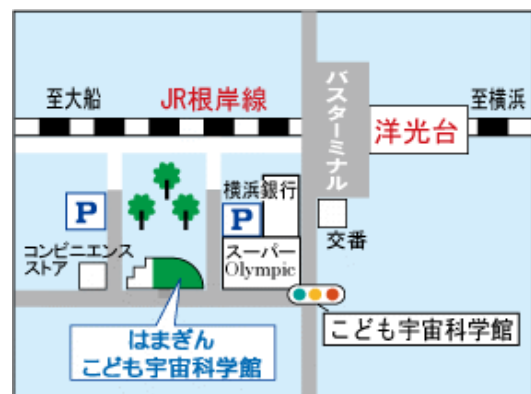 至大船
JR根岸線
バスターミナル
洋光台
至横浜
P
横浜銀行
P
交番
コンビニエンス
ストア
スーパー
Olympic
はまぎん
こども宇宙科学館
こども宇宙科学館